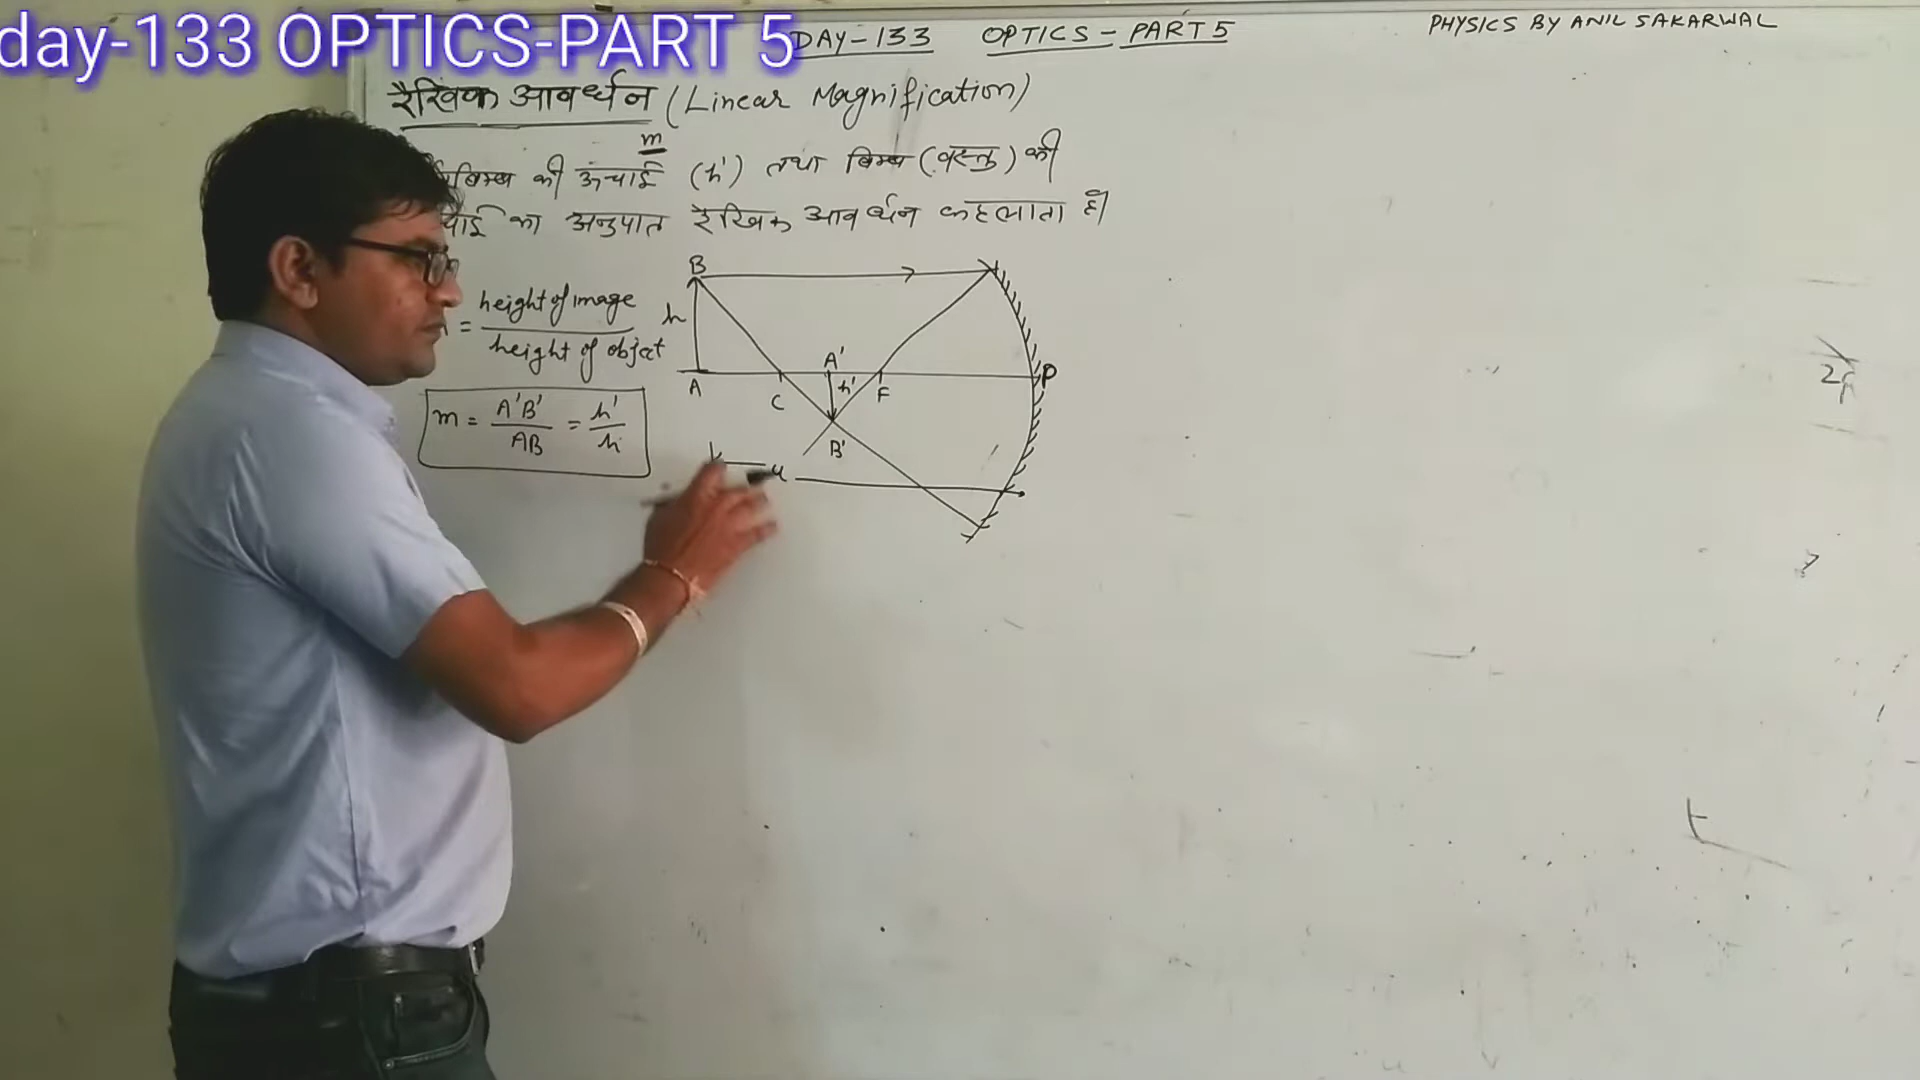 day-133 OPTICS-PART 5
DAY-133 OPTICS-PART 5
PHYSICS BY ANIL SAKARWAL
रैखिक आवर्धन (Linear Magnification)
m
की ऊंचाई (h') तथा बिम्ब (वस्तु) की
का अनुपात रैखिक आवर्धन कहलाता है।
= height of image
height of object
m = A'B' / AB = h' / h
B
h
A
C
A'
h'
F
P
B'
u